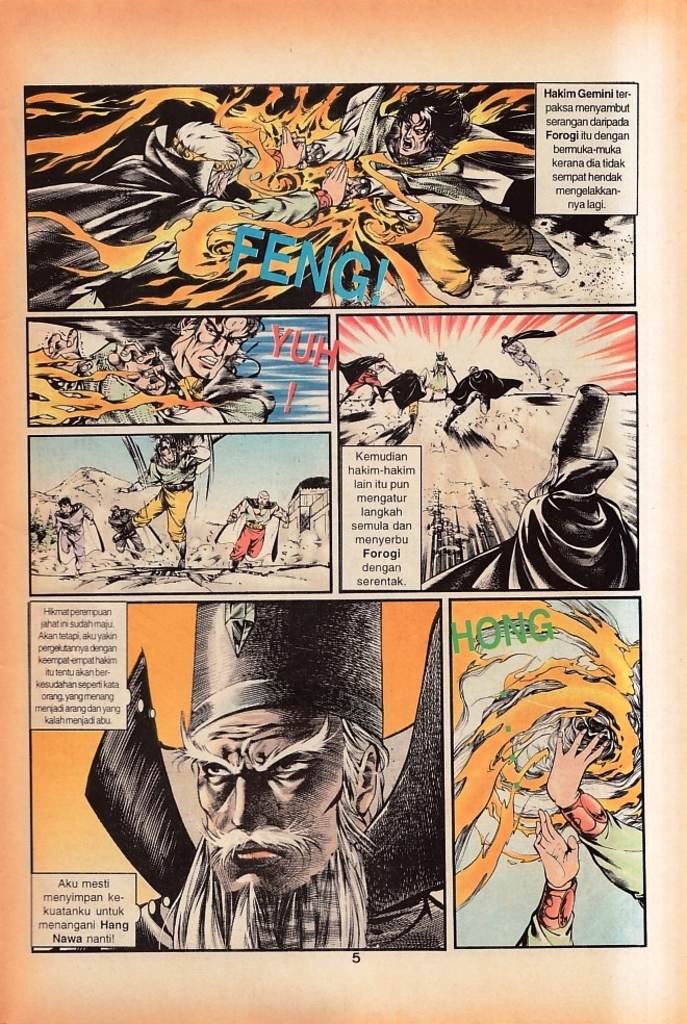 Hakim Gemini ter-
paksa menyambut
serangan daripada
Forogi itu dengan
bermuka-muka
kerana dia tidak
sempat hendak
mengelakkan-
nya lagi.
FENG!
YUH
!
Kemudian
hakim-hakim
lain itu pun
mengatur
langkah
semula dan
menyerbu
Forogi
dengan
serentak.
Hikmat perempuan
jahat ini sudah maju.
Akan tetapi, aku yakin
pergelutannya dengan
keempat-empat hakim
itu tentu akan ber-
kesudahan seperti kata
orang, yang menang
menjadi arang dan yang
kalah menjadi abu.
Aku mesti
menyimpan ke-
kuatanku untuk
menangani Hang
Nawa nanti!
HONG
5